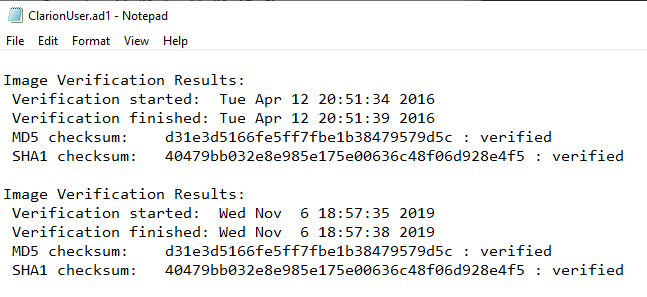 ClarionUser.ad1 - Notepad
File Edit Format View Help
Image Verification Results:
Verification started:  Tue Apr 12 20:51:34 2016
Verification finished: Tue Apr 12 20:51:39 2016
MD5 checksum:    d31e3d5166fe5ff7fbe1b38479579d5c : verified
SHA1 checksum:   40479bb032e8e985e175e00636c48f06d928e4f5 : verified
Image Verification Results:
Verification started:  Wed Nov  6 18:57:35 2019
Verification finished: Wed Nov  6 18:57:38 2019
MD5 checksum:    d31e3d5166fe5ff7fbe1b38479579d5c : verified
SHA1 checksum:   40479bb032e8e985e175e00636c48f06d928e4f5 : verified